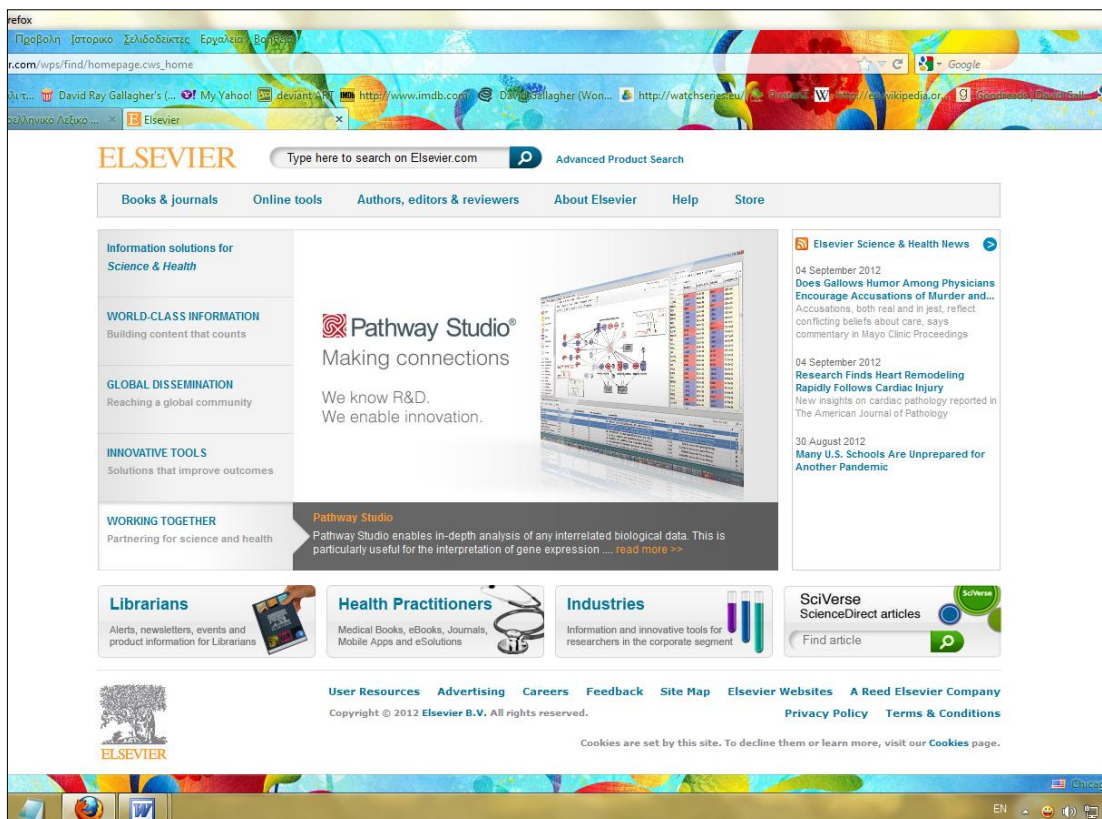 refox
Προβολή Ιστορικό Σελιδοδείκτες Εργαλεία Βοήθεια
r.com/wps/find/homepage.cws_home
Google
David Ray Gallagher's (... My Yahoo! deviantART http://www.imdb.com/ David Gallagher (Won... http://watchseries.eu/ http://en.wikipedia.or... Goodreads | David Gall...
Elsevier
ELSEVIER
Type here to search on Elsevier.com
Advanced Product Search
Books & journals Online tools Authors, editors & reviewers About Elsevier Help Store
Information solutions for
Science & Health
WORLD-CLASS INFORMATION
Building content that counts
GLOBAL DISSEMINATION
Reaching a global community
INNOVATIVE TOOLS
Solutions that improve outcomes
WORKING TOGETHER
Partnering for science and health
Pathway Studio®
Making connections
We know R&D.
We enable innovation.
Pathway Studio
Pathway Studio enables in-depth analysis of any interrelated biological data. This is
particularly useful for the interpretation of gene expression .... read more >>
Elsevier Science & Health News
04 September 2012
Does Gallows Humor Among Physicians
Encourage Accusations of Murder and...
Accusations, both real and in jest, reflect
conflicting beliefs about care, says
commentary in Mayo Clinic Proceedings
04 September 2012
Research Finds Heart Remodeling
Rapidly Follows Cardiac Injury
New insights on cardiac pathology reported in
The American Journal of Pathology
30 August 2012
Many U.S. Schools Are Unprepared for
Another Pandemic
Librarians
Alerts, newsletters, events and
product information for Librarians
Health Practitioners
Medical Books, eBooks, Journals,
Mobile Apps and eSolutions
Industries
Information and innovative tools for
researchers in the corporate segment
SciVerse
ScienceDirect articles
SciVerse
Find article
User Resources Advertising Careers Feedback Site Map Elsevier Websites A Reed Elsevier Company
Copyright © 2012 Elsevier B.V. All rights reserved.
Privacy Policy Terms & Conditions
Cookies are set by this site. To decline them or learn more, visit our Cookies page.
ELSEVIER
EN